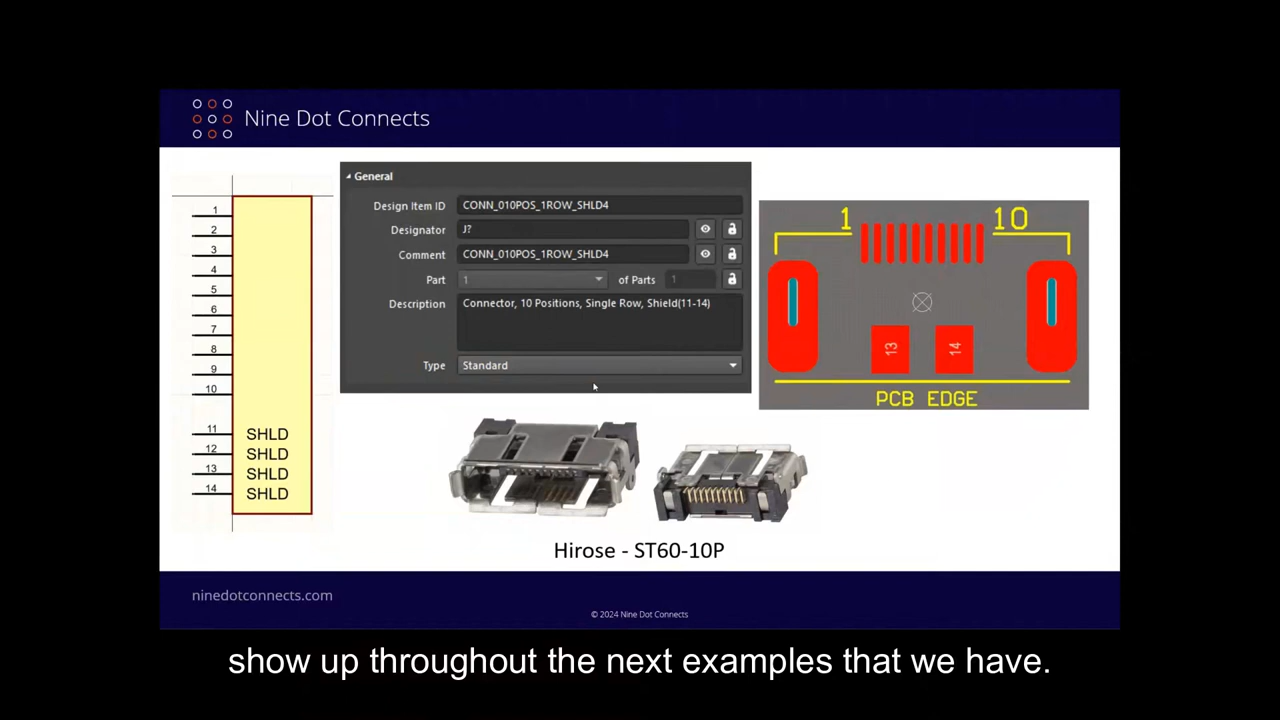 Nine Dot Connects
1
2
3
4
5
6
7
8
9
10
11 SHLD
12 SHLD
13 SHLD
14 SHLD
General
Design Item ID CONN_010POS_1ROW_SHLD4
Designator J?
Comment CONN_010POS_1ROW_SHLD4
Part 1 of Parts 1
Description Connector, 10 Positions, Single Row, Shield(11-14)
Type Standard
1 10
13 14
PCB EDGE
Hirose - ST60-10P
ninedotconnects.com
© 2024 Nine Dot Connects
show up throughout the next examples that we have.